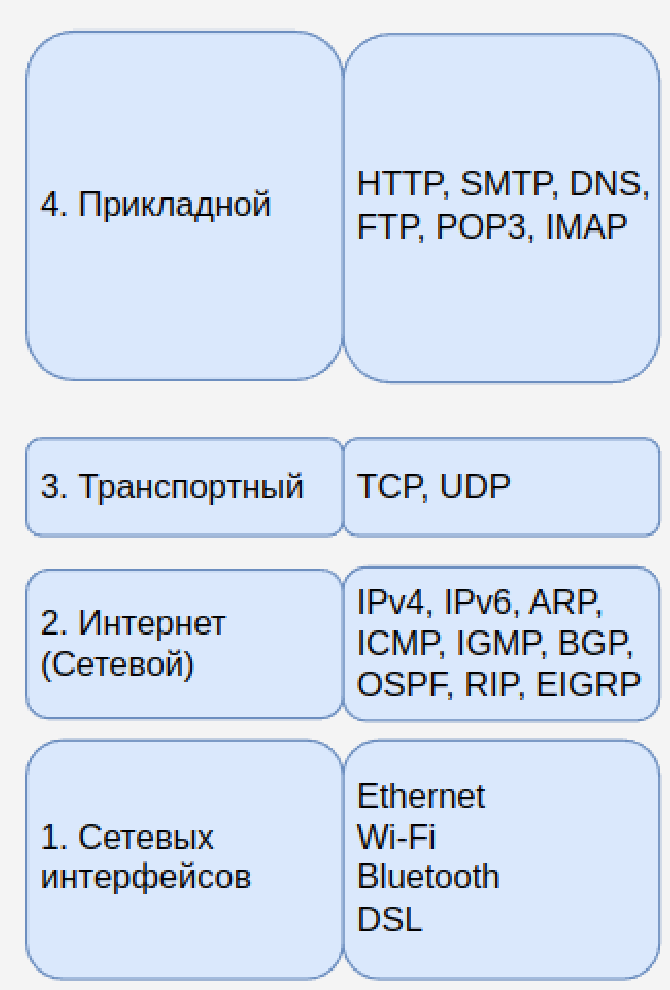 4. Прикладной
HTTP, SMTP, DNS,
FTP, POP3, IMAP
3. Транспортный
TCP, UDP
2. Интернет
(Сетевой)
IPv4, IPv6, ARP,
ICMP, IGMP, BGP,
OSPF, RIP, EIGRP
1. Сетевых
интерфейсов
Ethernet
Wi-Fi
Bluetooth
DSL